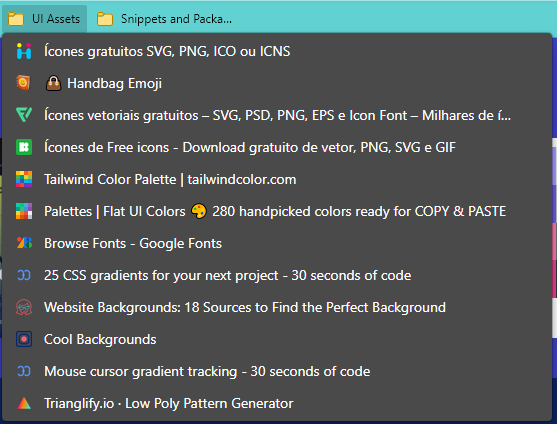 UI Assets
Snippets and Packa...
Ícones gratuitos SVG, PNG, ICO ou ICNS
👜 Handbag Emoji
Ícones vetoriais gratuitos – SVG, PSD, PNG, EPS e Icon Font – Milhares de í...
Ícones de Free icons - Download gratuito de vetor, PNG, SVG e GIF
Tailwind Color Palette | tailwindcolor.com
Palettes | Flat UI Colors 🎨 280 handpicked colors ready for COPY & PASTE
Browse Fonts - Google Fonts
25 CSS gradients for your next project - 30 seconds of code
Website Backgrounds: 18 Sources to Find the Perfect Background
Cool Backgrounds
Mouse cursor gradient tracking - 30 seconds of code
Trianglify.io · Low Poly Pattern Generator